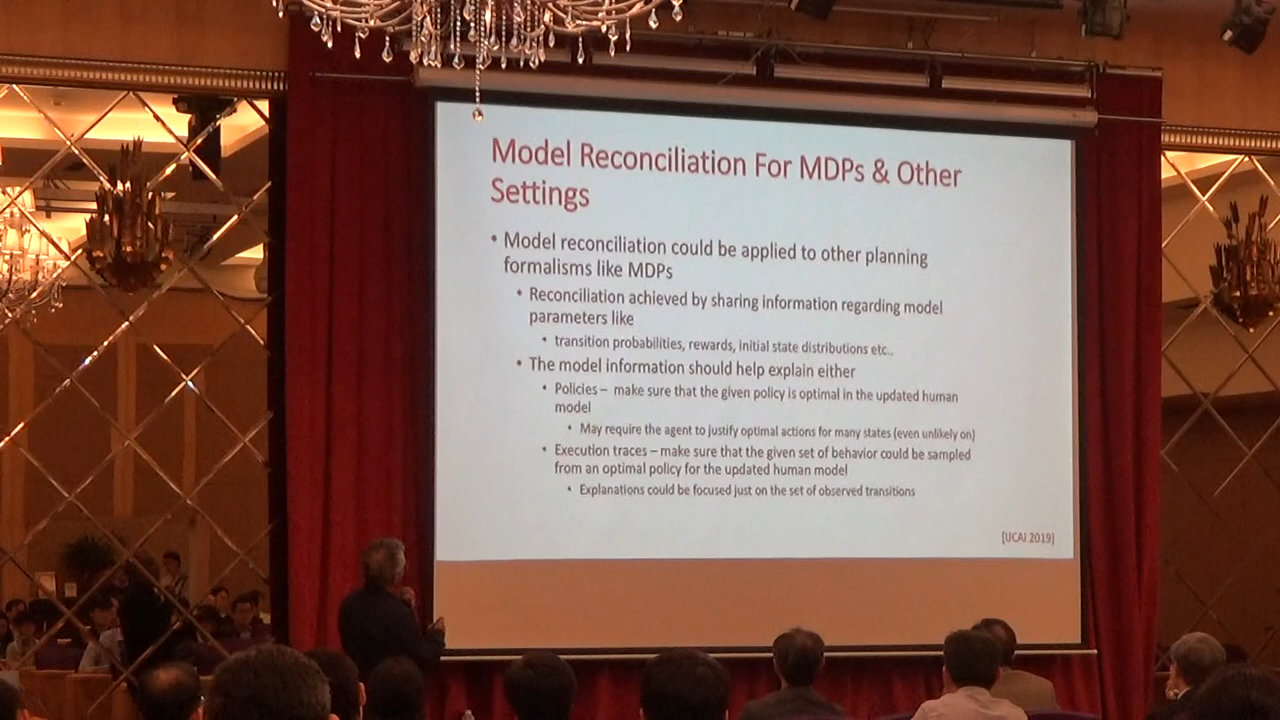 Model Reconciliation For MDPs & Other
Settings
• Model reconciliation could be applied to other planning
formalisms like MDPs
• Reconciliation achieved by sharing information regarding model
parameters like
• transition probabilities, rewards, initial state distributions etc..
• The model information should help explain either
• Policies – make sure that the given policy is optimal in the updated human
model
• May require the agent to justify optimal actions for many states (even unlikely on)
• Execution traces – make sure that the given set of behavior could be sampled
from an optimal policy for the updated human model
• Explanations could be focused just on the set of observed transitions
[IJCAI 2019]